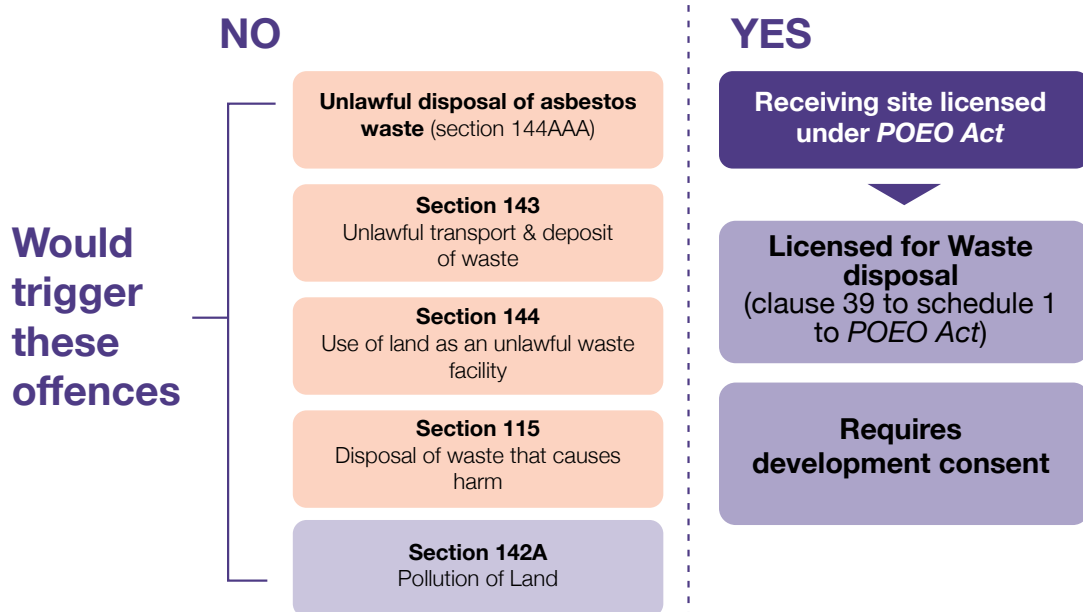 NO
YES
Would
trigger
these
offences
Unlawful disposal of asbestos
waste (section 144AAA)
Section 143
Unlawful transport & deposit
of waste
Section 144
Use of land as an unlawful waste
facility
Section 115
Disposal of waste that causes
harm
Section 142A
Pollution of Land
Receiving site licensed
under POEO Act
Licensed for Waste
disposal
(clause 39 to schedule 1
to POEO Act)
Requires
development consent